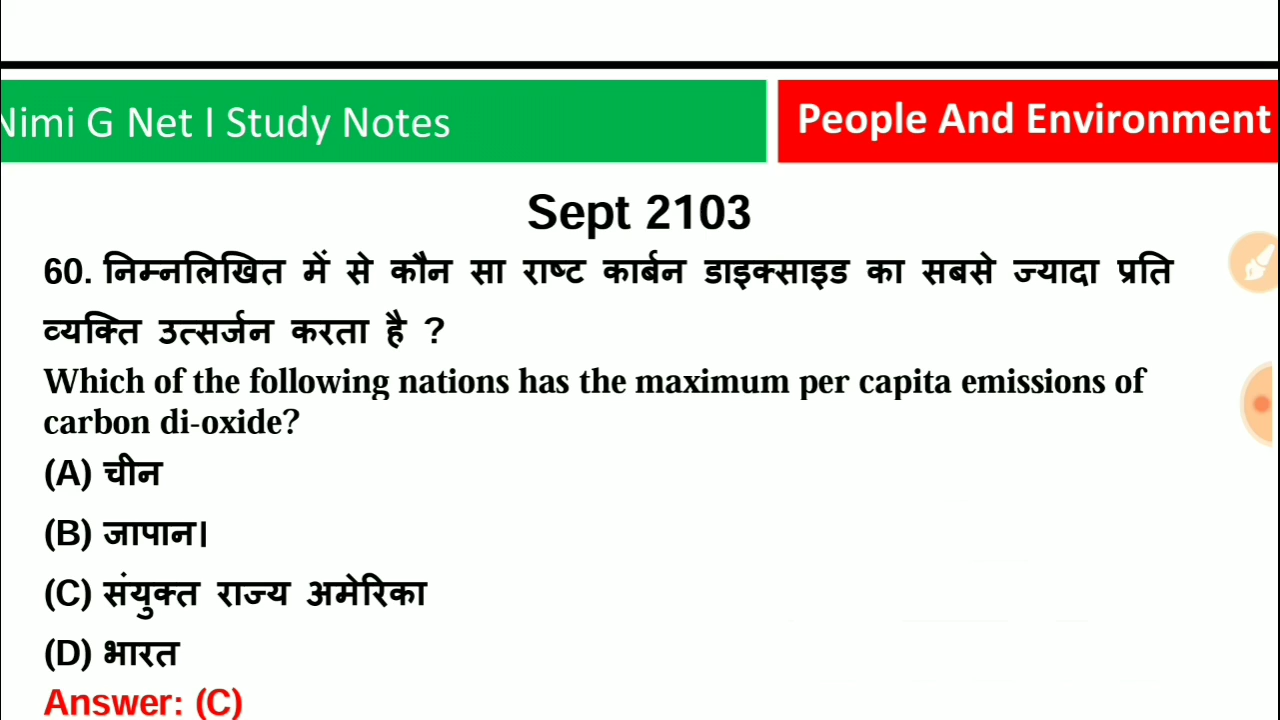 Nimi G Net I Study Notes
People And Environment
Sept 2103
60. निम्नलिखित में से कौन सा राष्ट कार्बन डाइक्साइड का सबसे ज्यादा प्रति
व्यक्ति उत्सर्जन करता है ?
Which of the following nations has the maximum per capita emissions of
carbon di-oxide?
(A) चीन
(B) जापान।
(C) संयुक्त राज्य अमेरिका
(D) भारत
Answer: (C)